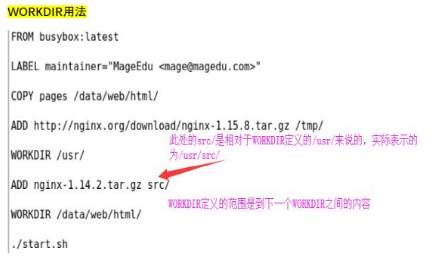 WORKDIR用法
FROM busybox:latest
LABEL maintainer="MageEdu <mage@magedu.com>"
COPY pages /data/web/html/
ADD http://nginx.org/download/nginx-1.15.8.tar.gz /tmp/
此处的src/是相对于WORKDIR定义的/usr/来说的，实际表示的
为/usr/src/
WORKDIR /usr/
ADD nginx-1.14.2.tar.gz src/
WORKDIR定义的范围是到下一个WORKDIR之间的内容
WORKDIR /data/web/html/
./start.sh